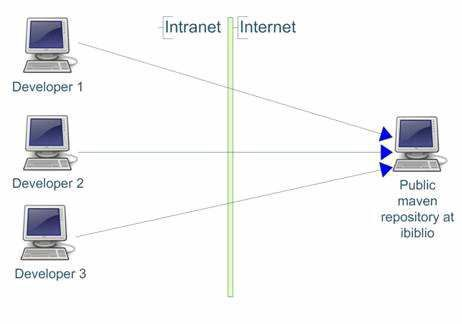 Intranet
Internet
Developer 1
Developer 2
Public
maven
repository at
ibiblio
Developer 3